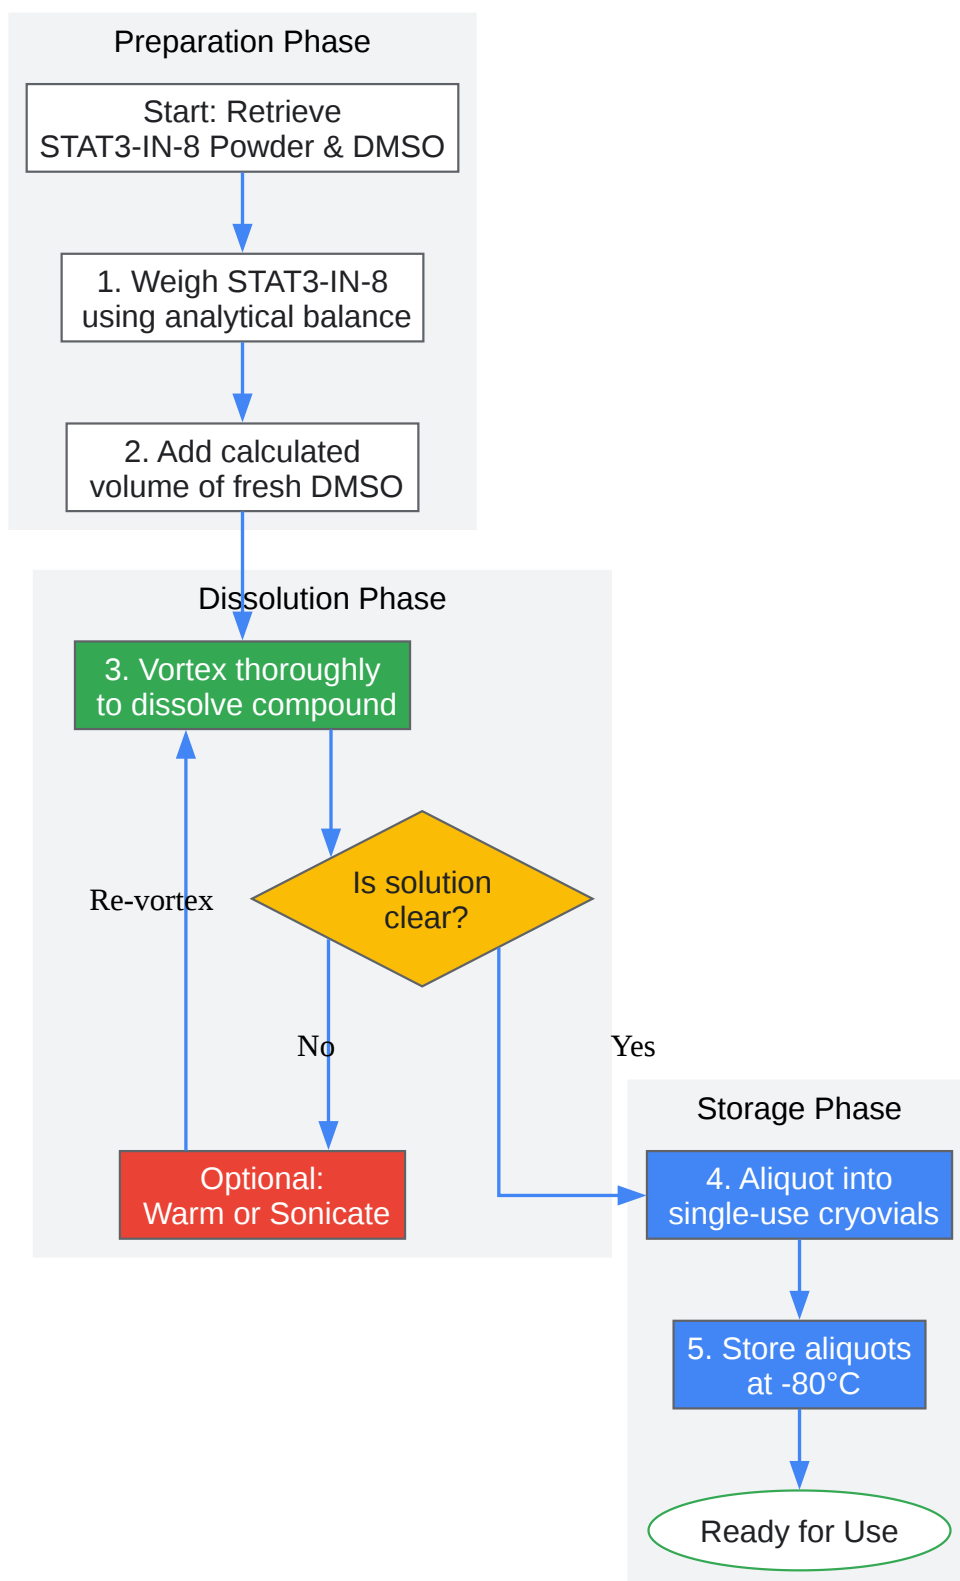 Preparation Phase
Start: Retrieve
STAT3-IN-8 Powder & DMSO
1. Weigh STAT3-IN-8
using analytical balance
2. Add calculated
volume of fresh DMSO
Dissolution Phase
3. Vortex thoroughly
to dissolve compound
Is solution
clear?
Re-vortex
No
Yes
Optional:
Warm or Sonicate
Storage Phase
4. Aliquot into
single-use cryovials
5. Store aliquots
at -80°C
Ready for Use